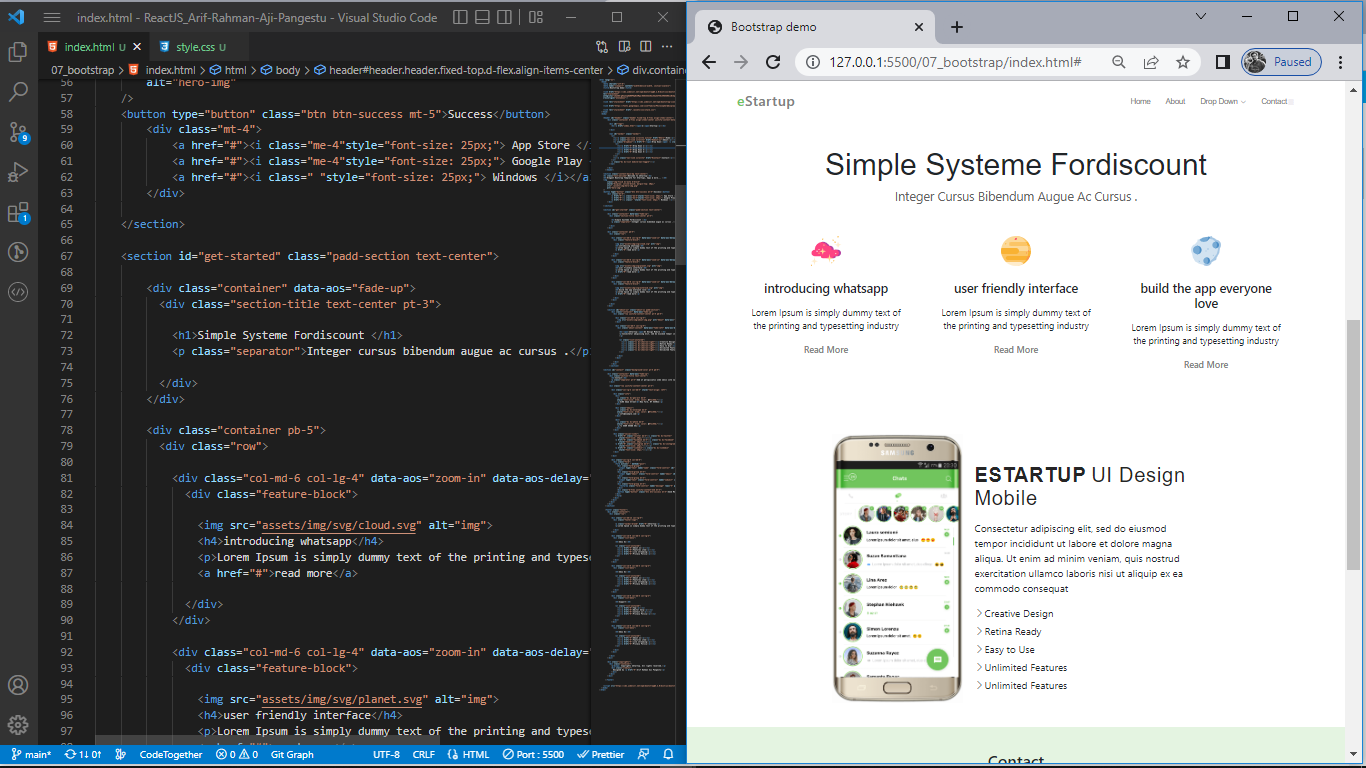 index.html - ReactJS_Arif-Rahman-Aji-Pangestu - Visual Studio Code
index.html U
style.css U
07_bootstrap > index.html > html > body > header#header.header.fixed-top.d-flex.align-items-center > div.containe
56 alt="hero-img"
57 />
58 <button type="button" class="btn btn-success mt-5">Success</button>
59 <div class="mt-4">
60 <a href="#"><i class="me-4"style="font-size: 25px;"> App Store </i
61 <a href="#"><i class="me-4"style="font-size: 25px;"> Google Play
62 <a href="#"><i class=" "style="font-size: 25px;"> Windows </i></a
63 </div>
64
65 </section>
66
67 <section id="get-started" class="padd-section text-center">
68
69 <div class="container" data-aos="fade-up">
70 <div class="section-title text-center pt-3">
71
72 <h1>Simple Systeme Fordiscount </h1>
73 <p class="separator">Integer cursus bibendum augue ac cursus .</p
74
75 </div>
76 </div>
77
78 <div class="container pb-5">
79 <div class="row">
80
81 <div class="col-md-6 col-lg-4" data-aos="zoom-in" data-aos-delay="
82 <div class="feature-block">
83
84 <img src="assets/img/svg/cloud.svg" alt="img">
85 <h4>introducing whatsapp</h4>
86 <p>Lorem Ipsum is simply dummy text of the printing and typese
87 <a href="#">read more</a>
88
89 </div>
90 </div>
91
92 <div class="col-md-6 col-lg-4" data-aos="zoom-in" data-aos-delay="
93 <div class="feature-block">
94
95 <img src="assets/img/svg/planet.svg" alt="img">
96 <h4>user friendly interface</h4>
97 <p>Lorem Ipsum is simply dummy text of the printing and typese
9
1
main* 1↓ 0↑ CodeTogether 0 0 Git Graph UTF-8 CRLF HTML Port : 5500 Prettier
Bootstrap demo
127.0.0.1:5500/07_bootstrap/index.html#
Paused
eStartup
Home About Drop Down Contact
Simple Systeme Fordiscount
Integer Cursus Bibendum Augue Ac Cursus .
introducing whatsapp
Lorem Ipsum is simply dummy text of
the printing and typesetting industry
Read More
user friendly interface
Lorem Ipsum is simply dummy text of
the printing and typesetting industry
Read More
build the app everyone
love
Lorem Ipsum is simply dummy text of
the printing and typesetting industry
Read More
SAMSUNG
Chats
Lina Arez
Stephan Niehawk
Simon Lorenza
Suzanna Rayez
ESTARTUP UI Design
Mobile
Consectetur adipiscing elit, sed do eiusmod
tempor incididunt ut labore et dolore magna
aliqua. Ut enim ad minim veniam, quis nostrud
exercitation ullamco laboris nisi ut aliquip ex ea
commodo consequat
Creative Design
Retina Ready
Easy to Use
Unlimited Features
Unlimited Features
Contact